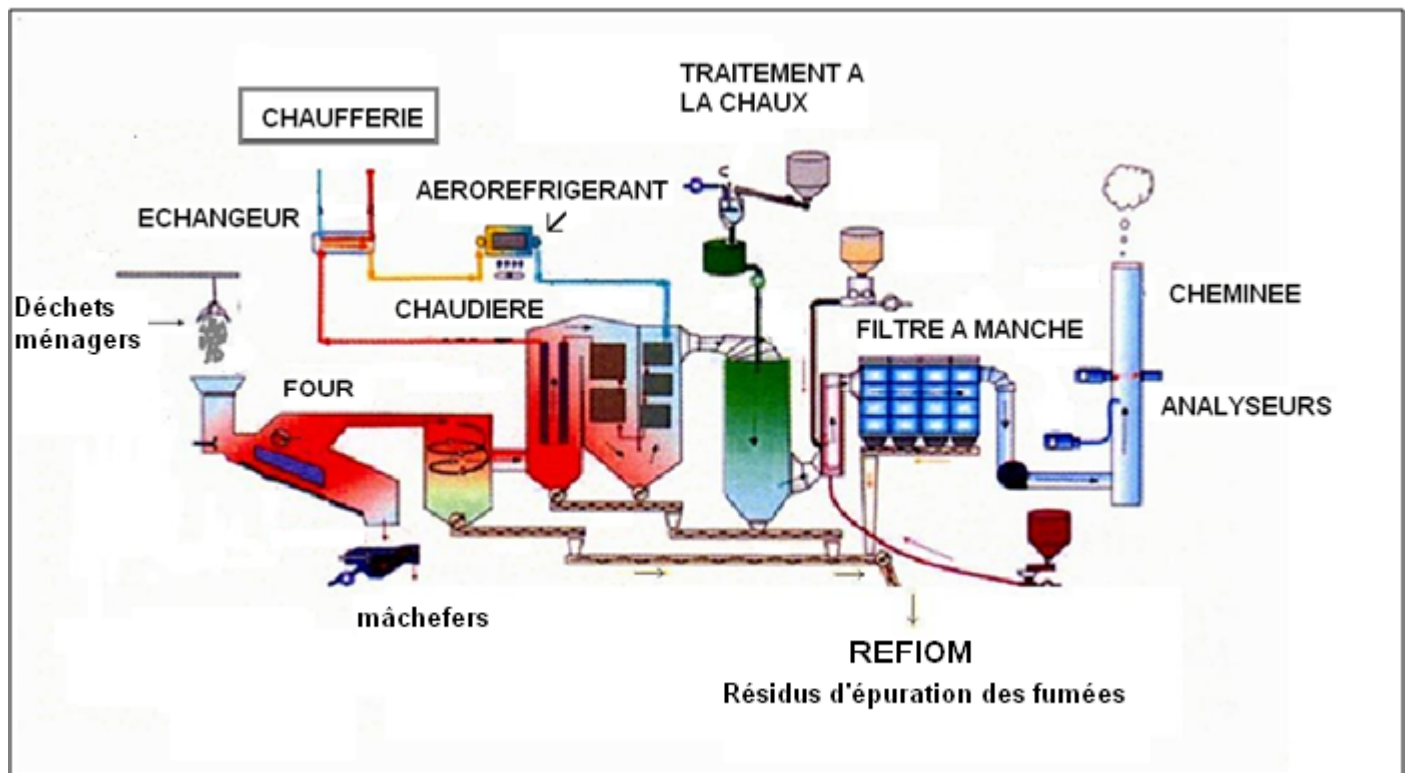 TRAITEMENT A
LA CHAUX
CHAUFFERIE
AEROREFRIGERANT
ECHANGEUR
Déchets
ménagers
CHAUDIERE
CHEMINEE
FILTRE A MANCHE
FOUR
ANALYSEURS
mâchefers
REFIOM
Résidus d'épuration des fumées